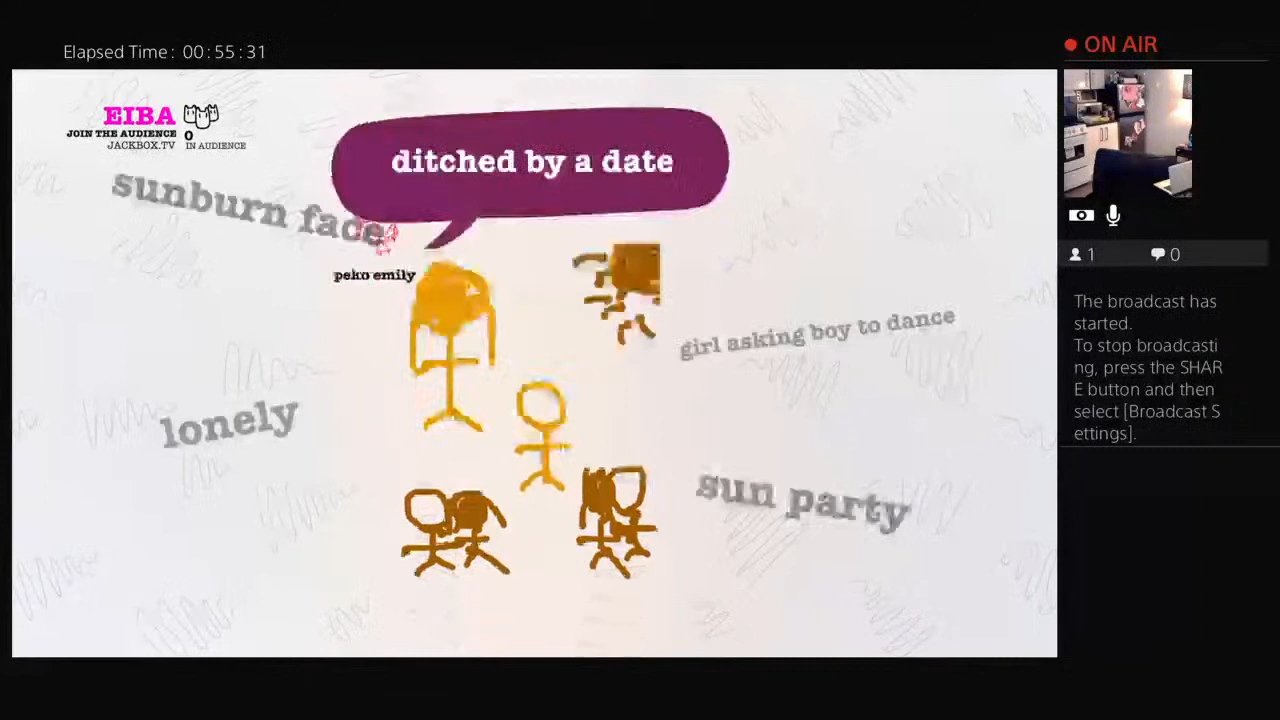 Elapsed Time: 00:55:31
ON AIR
EIBA
JOIN THE AUDIENCE
JACKBOX.TV
0
IN AUDIENCE
ditched by a date
sunburn face
peko emily
girl asking boy to dance
lonely
sun party
1
0
The broadcast has
started.
To stop broadcasti
ng, press the SHAR
E button and then
select [Broadcast S
ettings].